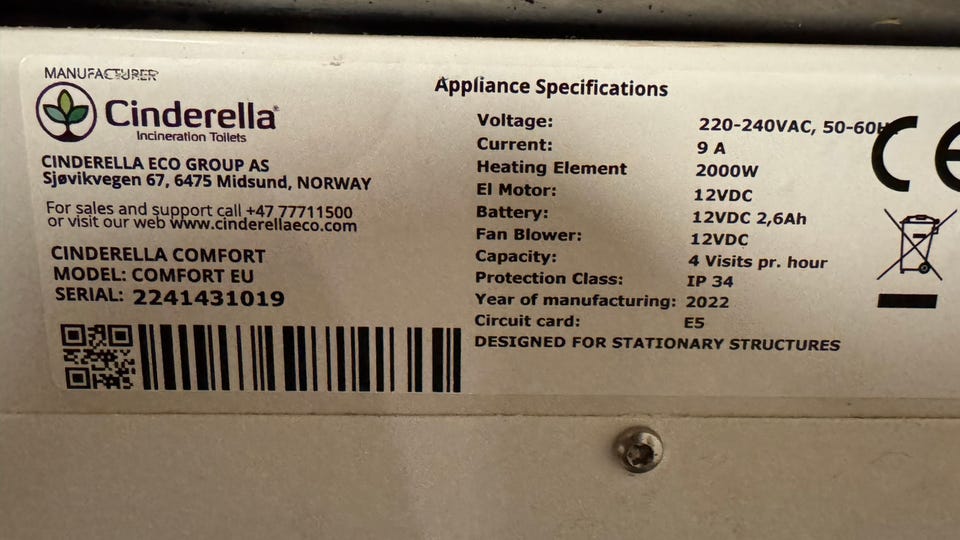 MANUFACTURER
Cinderella®
Incineration Toilets
CINDERELLA ECO GROUP AS
Sjøvikvegen 67, 6475 Midsund, NORWAY
For sales and support call +47 77711500
or visit our web www.cinderellaeco.com
CINDERELLA COMFORT
MODEL: COMFORT EU
SERIAL: 2241431019
Appliance Specifications
Voltage: 220-240VAC, 50-60H
Current: 9 A
Heating Element 2000W
El Motor: 12VDC
Battery: 12VDC 2,6Ah
Fan Blower: 12VDC
Capacity: 4 Visits pr. hour
Protection Class: IP 34
Year of manufacturing: 2022
Circuit card: E5
DESIGNED FOR STATIONARY STRUCTURES
CE